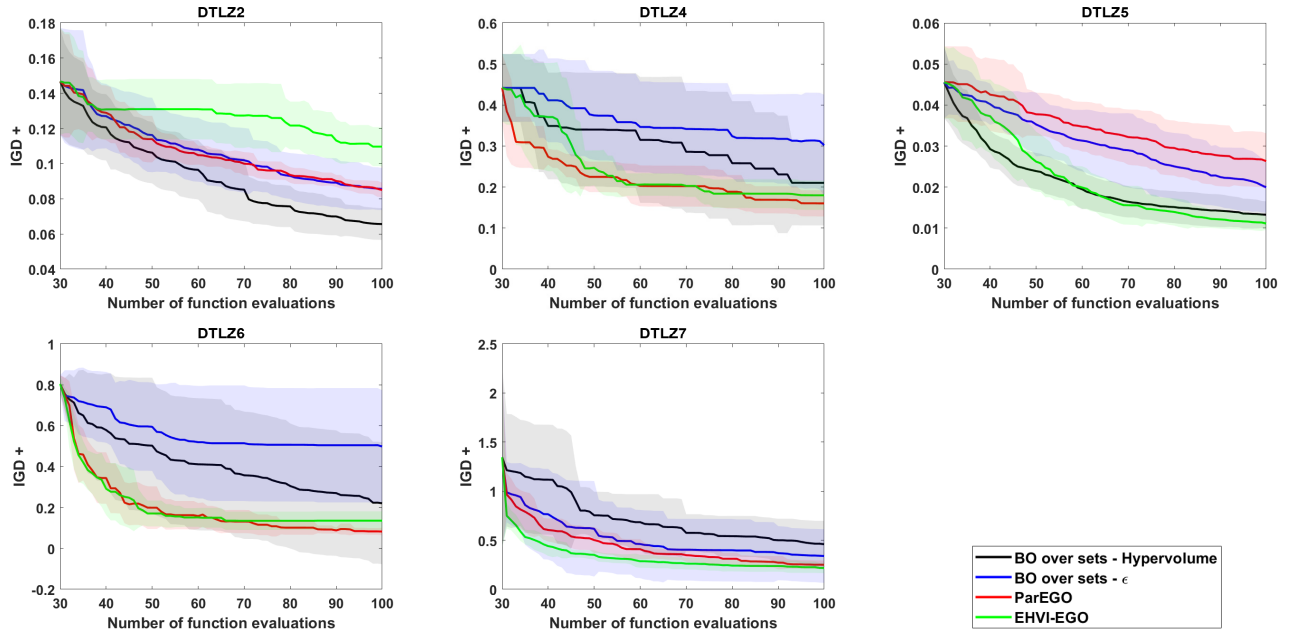 DTLZ2
0.18
0.16
0.14
0.12
0.1
0.08
0.06
0.04
IGD +
30 40 50 60 70 80 90 100
Number of function evaluations
DTLZ4
0.6
0.5
0.4
0.3
0.2
0.1
0
IGD +
30 40 50 60 70 80 90 100
Number of function evaluations
DTLZ5
0.06
0.05
0.04
0.03
0.02
0.01
0
IGD +
30 40 50 60 70 80 90 100
Number of function evaluations
DTLZ6
1
0.8
0.6
0.4
0.2
0
-0.2
IGD +
30 40 50 60 70 80 90 100
Number of function evaluations
DTLZ7
2.5
2
1.5
1
0.5
0
IGD +
30 40 50 60 70 80 90 100
Number of function evaluations
BO over sets - Hypervolume
BO over sets - ϵ
ParEGO
EHVI-EGO